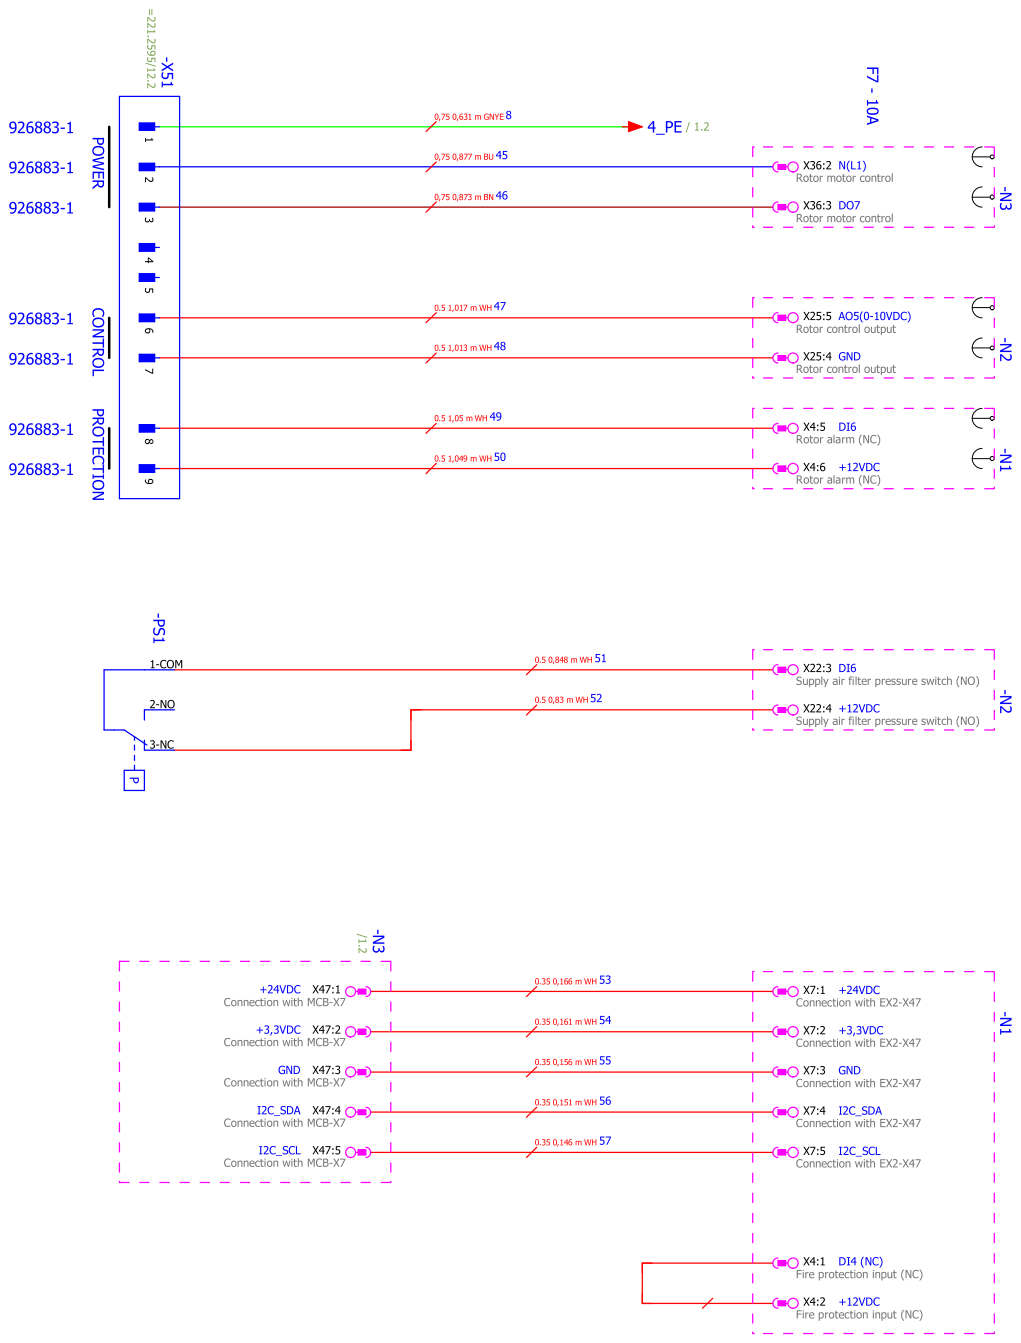 =221.2595/12.2
-X51
F7 - 10A
926883-1
POWER
1
0,75 0,631 m GNYE 8
4_PE / 1.2
926883-1
2
0,75 0,877 m BU 45
X36:2 N(L1)
Rotor motor control
-N3
926883-1
3
0,75 0,873 m BN 46
X36:3 DO7
Rotor motor control
4
5
926883-1
CONTROL
6
0.5 1,017 m WH 47
X25:5 AO5(0-10VDC)
Rotor control output
-N2
926883-1
7
0.5 1,013 m WH 48
X25:4 GND
Rotor control output
926883-1
PROTECTION
8
0.5 1,05 m WH 49
X4:5 DI6
Rotor alarm (NC)
-N1
926883-1
9
0.5 1,049 m WH 50
X4:6 +12VDC
Rotor alarm (NC)
-PS1
1-COM
0.5 0,848 m WH 51
X22:3 DI6
Supply air filter pressure switch (NO)
-N2
2-NO
0.5 0,83 m WH 52
X22:4 +12VDC
Supply air filter pressure switch (NO)
3-NC
P
/1.2
-N3
+24VDC X47:1
Connection with MCB-X7
0.35 0,166 m WH 53
X7:1 +24VDC
Connection with EX2-X47
-N1
+3,3VDC X47:2
Connection with MCB-X7
0.35 0,161 m WH 54
X7:2 +3,3VDC
Connection with EX2-X47
GND X47:3
Connection with MCB-X7
0.35 0,156 m WH 55
X7:3 GND
Connection with EX2-X47
I2C_SDA X47:4
Connection with MCB-X7
0.35 0,151 m WH 56
X7:4 I2C_SDA
Connection with EX2-X47
I2C_SCL X47:5
Connection with MCB-X7
0.35 0,146 m WH 57
X7:5 I2C_SCL
Connection with EX2-X47
X4:1 DI4 (NC)
Fire protection input (NC)
X4:2 +12VDC
Fire protection input (NC)